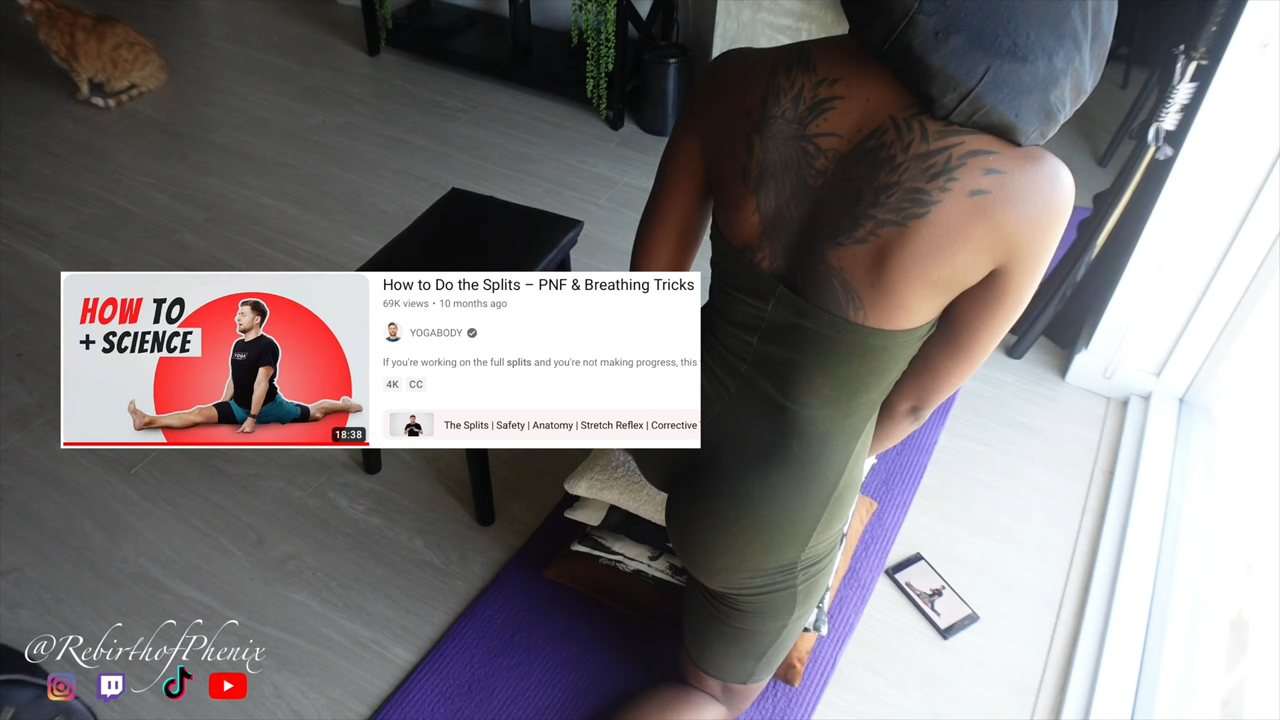 HOW TO
+ SCIENCE
YOGA
18:38
How to Do the Splits – PNF & Breathing Tricks
69K views • 10 months ago
YOGABODY
If you're working on the full splits and you're not making progress, this
4K CC
The Splits | Safety | Anatomy | Stretch Reflex | Corrective
@RebirthofPhenix